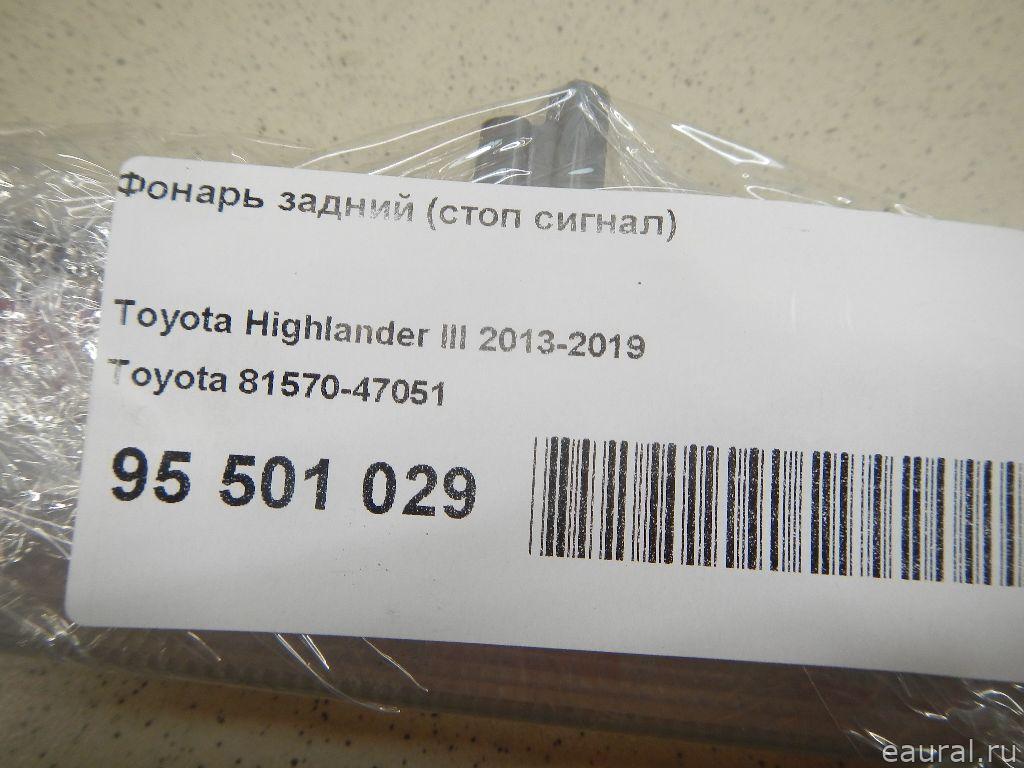 Фонарь задний (стоп сигнал)
Toyota Highlander III 2013-2019
Toyota 81570-47051
95 501 029
eaural.ru